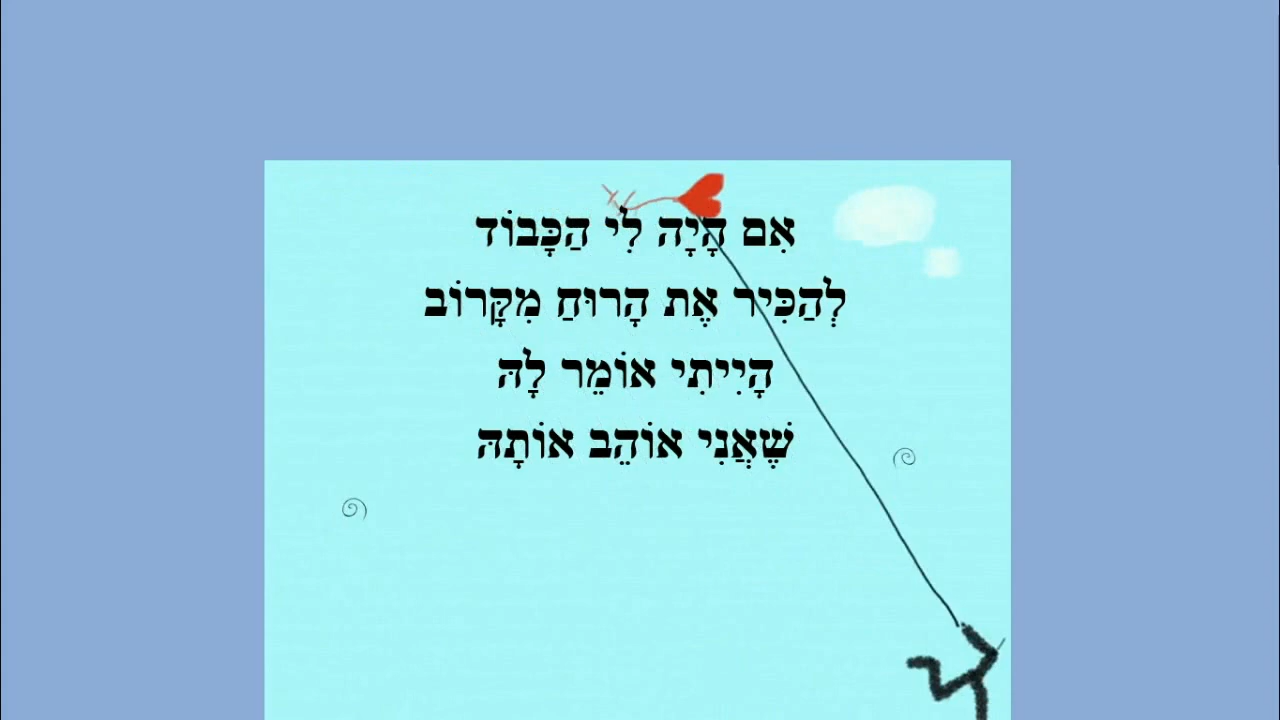 אִם הָיָה לִי הַכָּבוֹד
לְהַכִּיר אֶת הָרוּחַ מִקָּרוֹב
הָיִיתִי אוֹמֵר לָהּ
שֶׁאֲנִי אוֹהֵב אוֹתָהּ